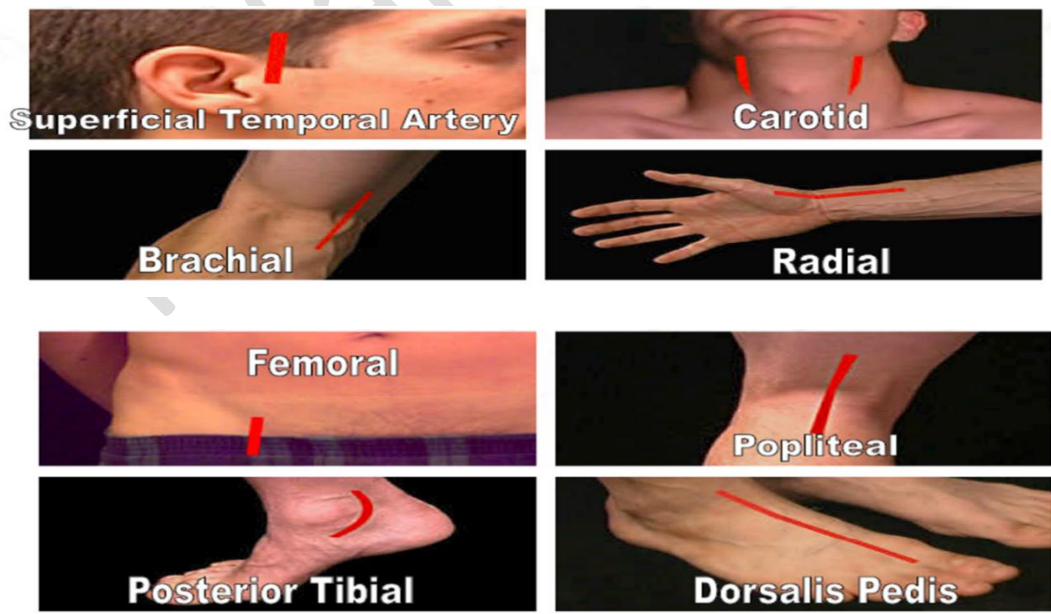 Superficial Temporal Artery
Carotid
Brachial
Radial
Femoral
Popliteal
Posterior Tibial
Dorsalis Pedis